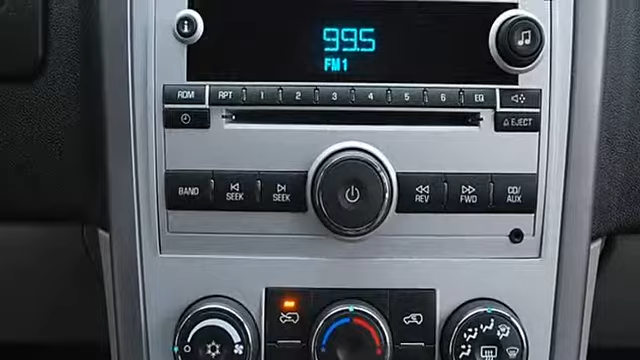 i
99.5
FM1
RDM RPT 1 2 3 4 5 6 EQ
EJECT
BAND SEEK SEEK REV FWD CD/
AUX